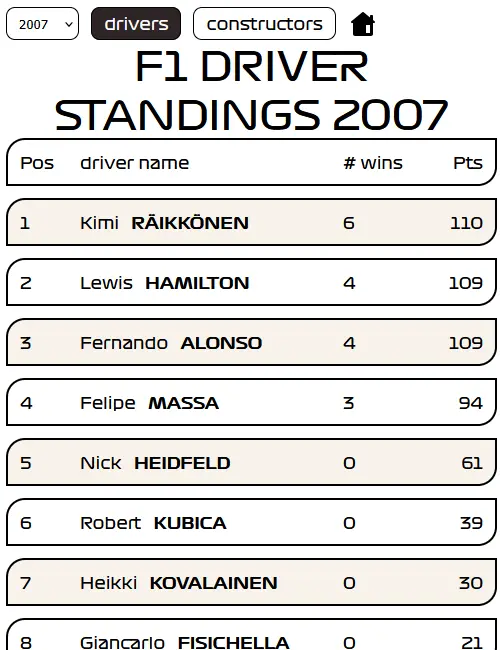 2007 drivers constructors
F1 DRIVER
STANDINGS 2007
Pos driver name # wins Pts
1 Kimi RÄIKKÖNEN 6 110
2 Lewis HAMILTON 4 109
3 Fernando ALONSO 4 109
4 Felipe MASSA 3 94
5 Nick HEIDFELD 0 61
6 Robert KUBICA 0 39
7 Heikki KOVALAINEN 0 30
8 Giancarlo FISICHELLA 0 21